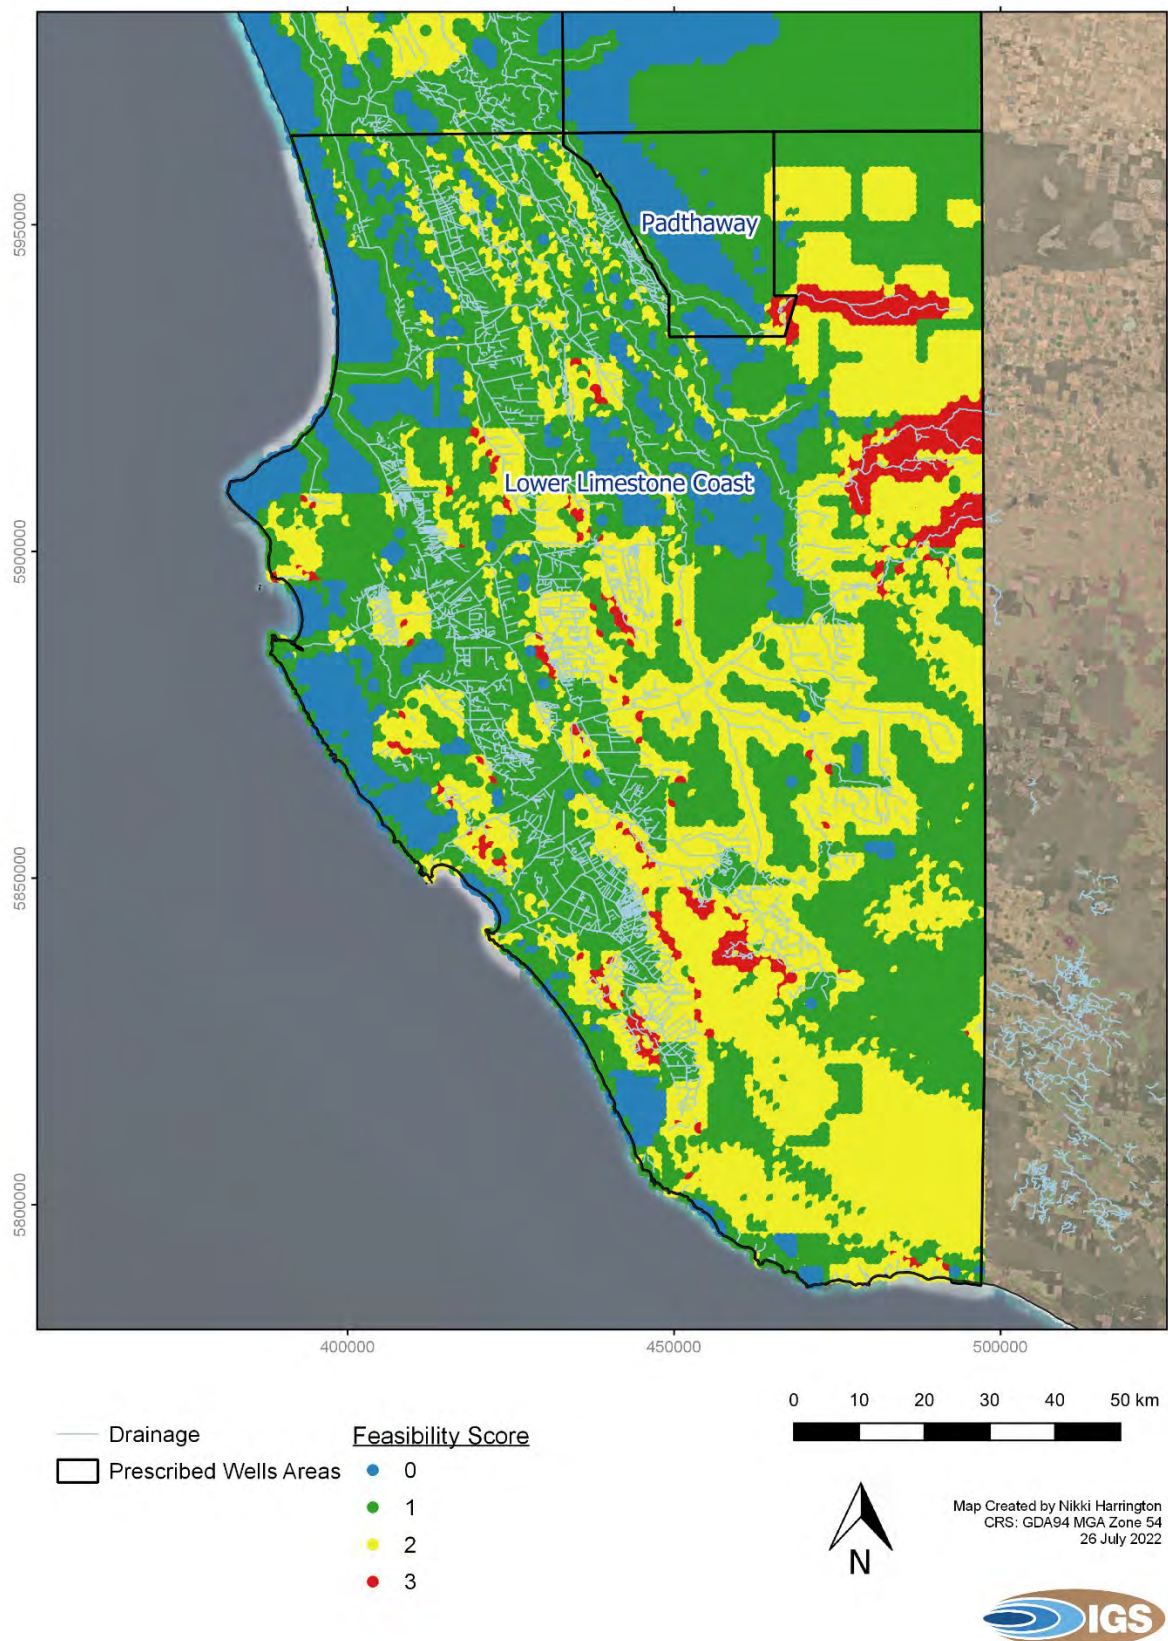 5950000
5900000
5850000
5800000
Padthaway
Lower Limestone Coast
400000
450000
500000
0 10 20 30 40 50 km
Drainage
Prescribed Wells Areas
Feasibility Score
0
1
2
3
N
Map Created by Nikki Harrington
CRS: GDA94 MGA Zone 54
26 July 2022
IGS